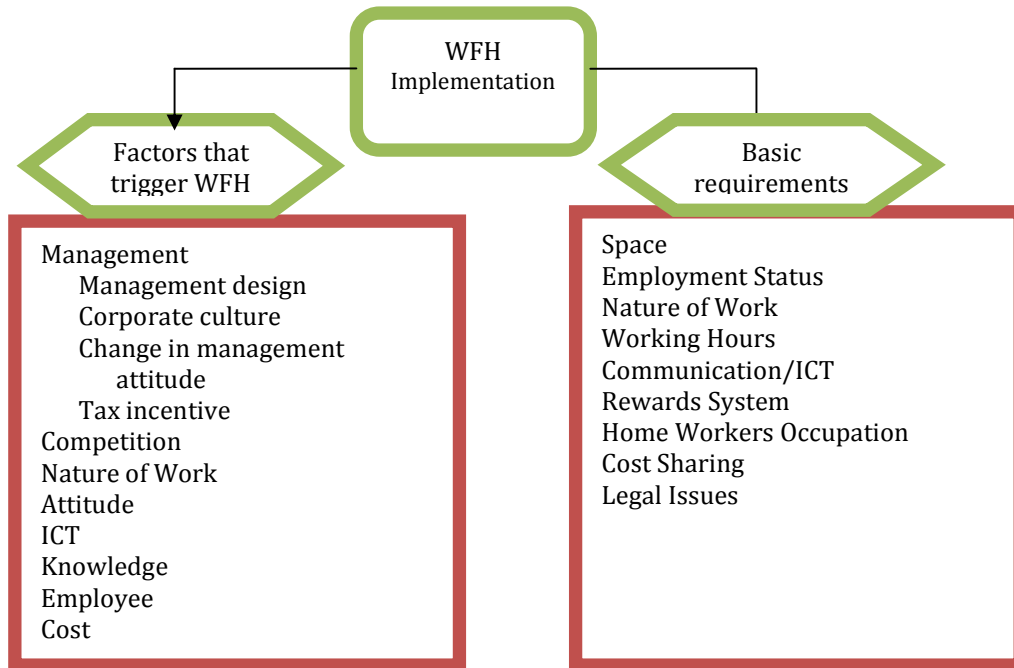 WFH
Implementation
Factors that
trigger WFH
Basic
requirements
Management
Management design
Corporate culture
Change in management
attitude
Tax incentive
Competition
Nature of Work
Attitude
ICT
Knowledge
Employee
Cost
Space
Employment Status
Nature of Work
Working Hours
Communication/ICT
Rewards System
Home Workers Occupation
Cost Sharing
Legal Issues